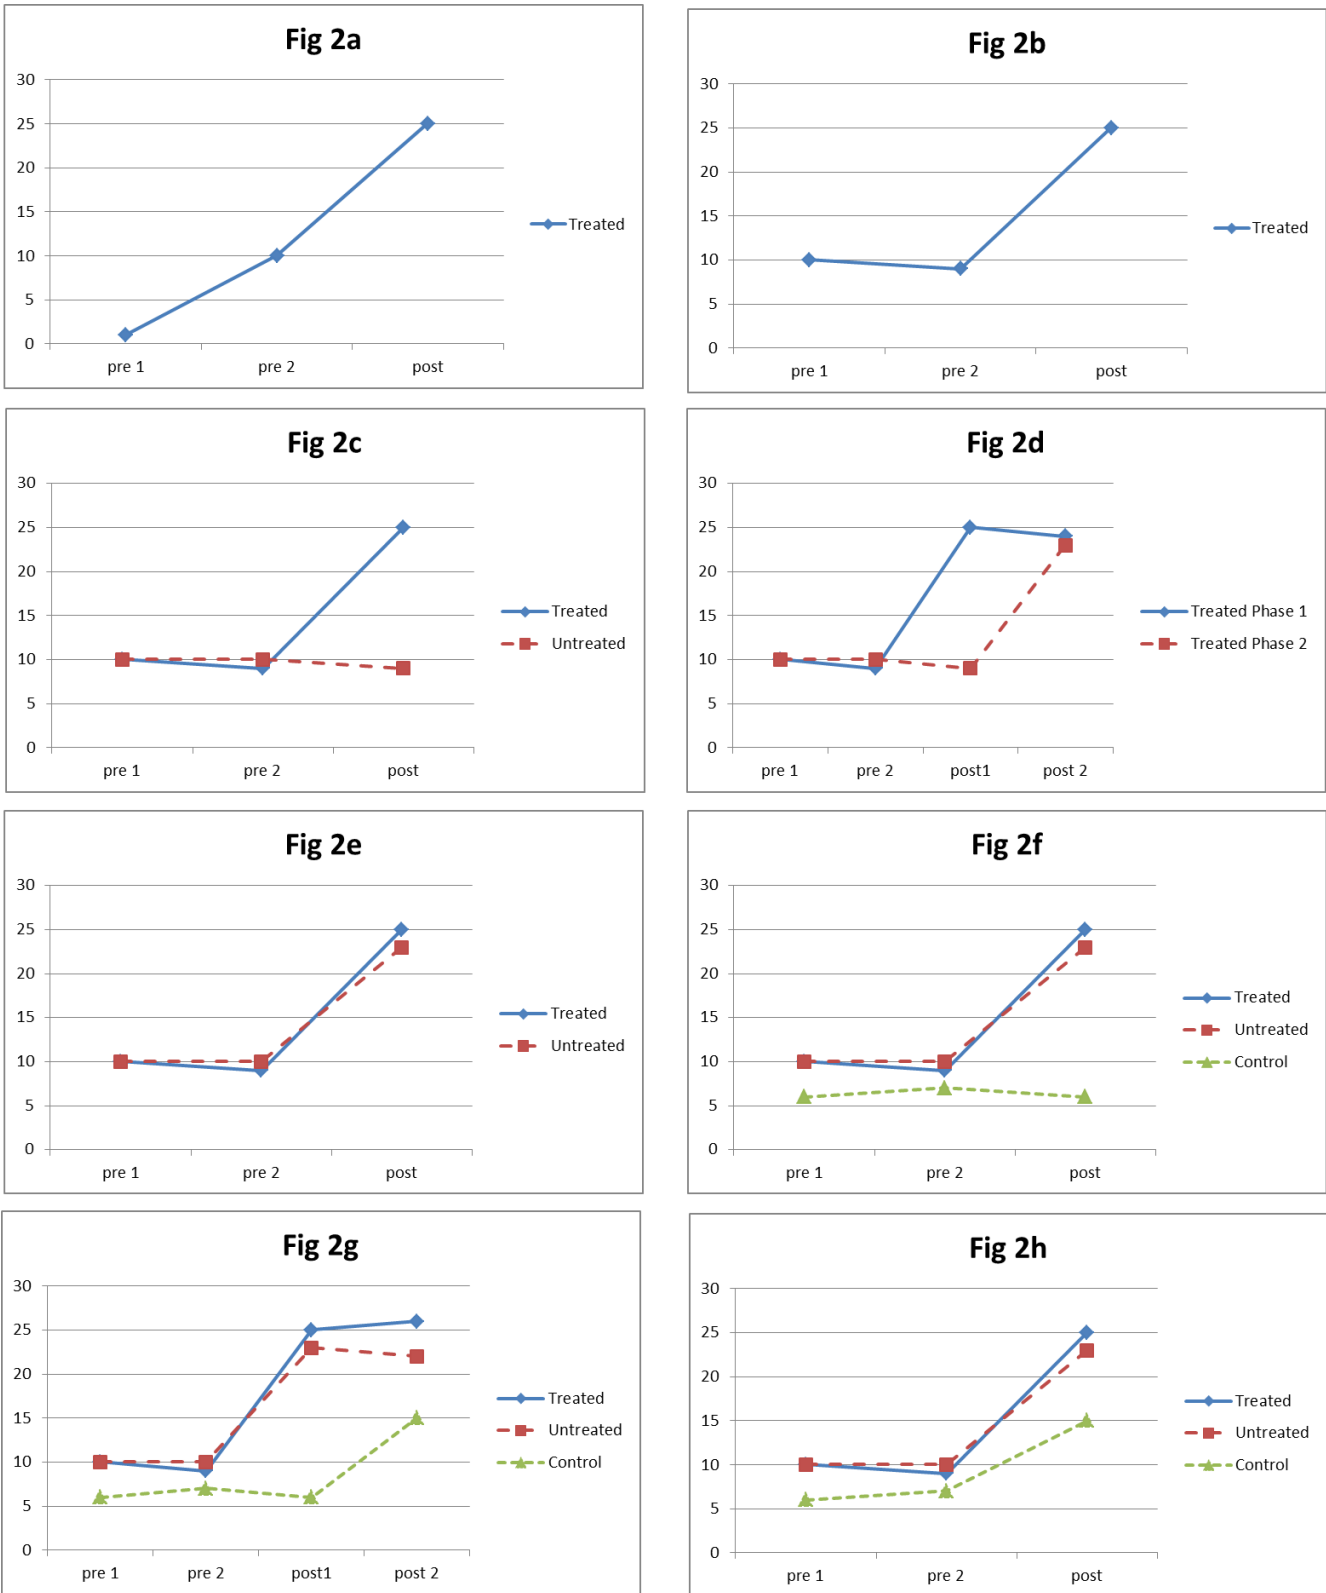 Fig 2a
30
25
20
15
10
5
0
pre 1 pre 2 post
Treated
Fig 2b
30
25
20
15
10
5
0
pre 1 pre 2 post
Treated
Fig 2c
30
25
20
15
10
5
0
pre 1 pre 2 post
Treated
Untreated
Fig 2d
30
25
20
15
10
5
0
pre 1 pre 2 post1 post 2
Treated Phase 1
Treated Phase 2
Fig 2e
30
25
20
15
10
5
0
pre 1 pre 2 post
Treated
Untreated
Fig 2f
30
25
20
15
10
5
0
pre 1 pre 2 post
Treated
Untreated
Control
Fig 2g
30
25
20
15
10
5
0
pre 1 pre 2 post1 post 2
Treated
Untreated
Control
Fig 2h
30
25
20
15
10
5
0
pre 1 pre 2 post
Treated
Untreated
Control